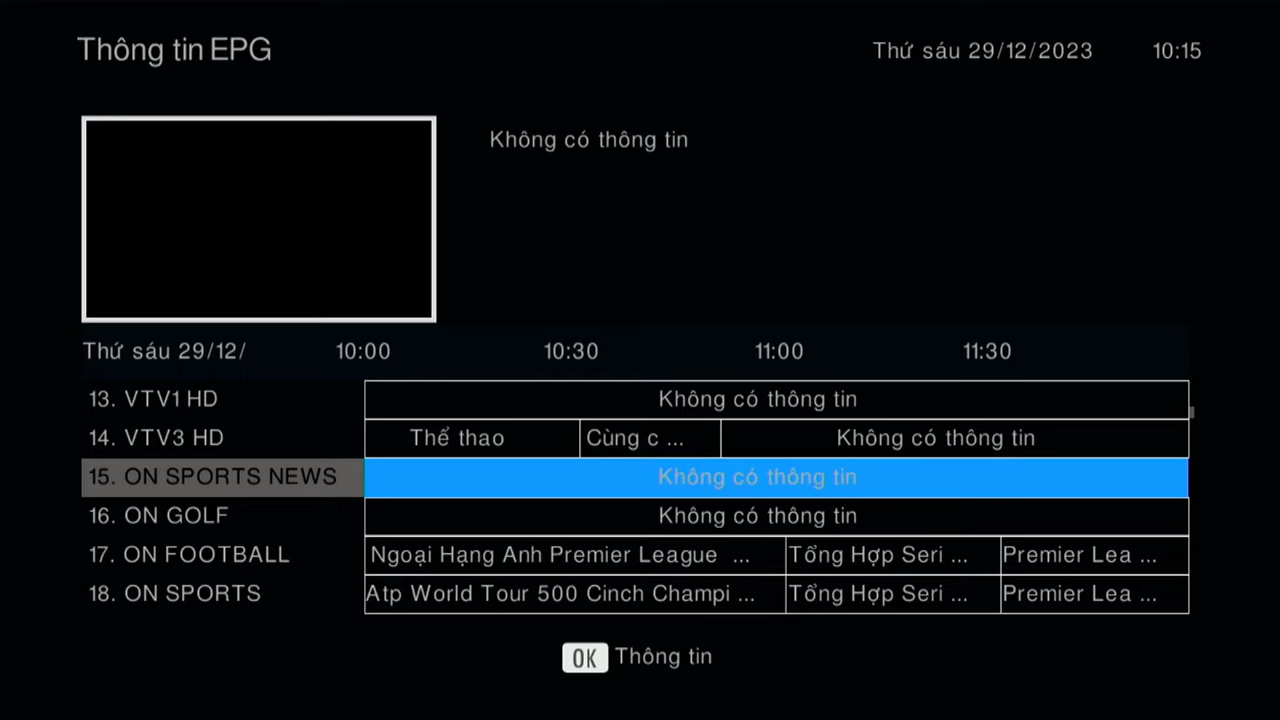 Thông tin EPG
Thứ sáu 29/12/2023 10:15
Không có thông tin
Thứ sáu 29/12/ 10:00 10:30 11:00 11:30
13. VTV1 HD Không có thông tin
14. VTV3 HD Thể thao Cùng c ... Không có thông tin
15. ON SPORTS NEWS Không có thông tin
16. ON GOLF Không có thông tin
17. ON FOOTBALL Ngoại Hạng Anh Premier League ... Tổng Hợp Seri ... Premier Lea ...
18. ON SPORTS Atp World Tour 500 Cinch Champi ... Tổng Hợp Seri ... Premier Lea ...
OK Thông tin